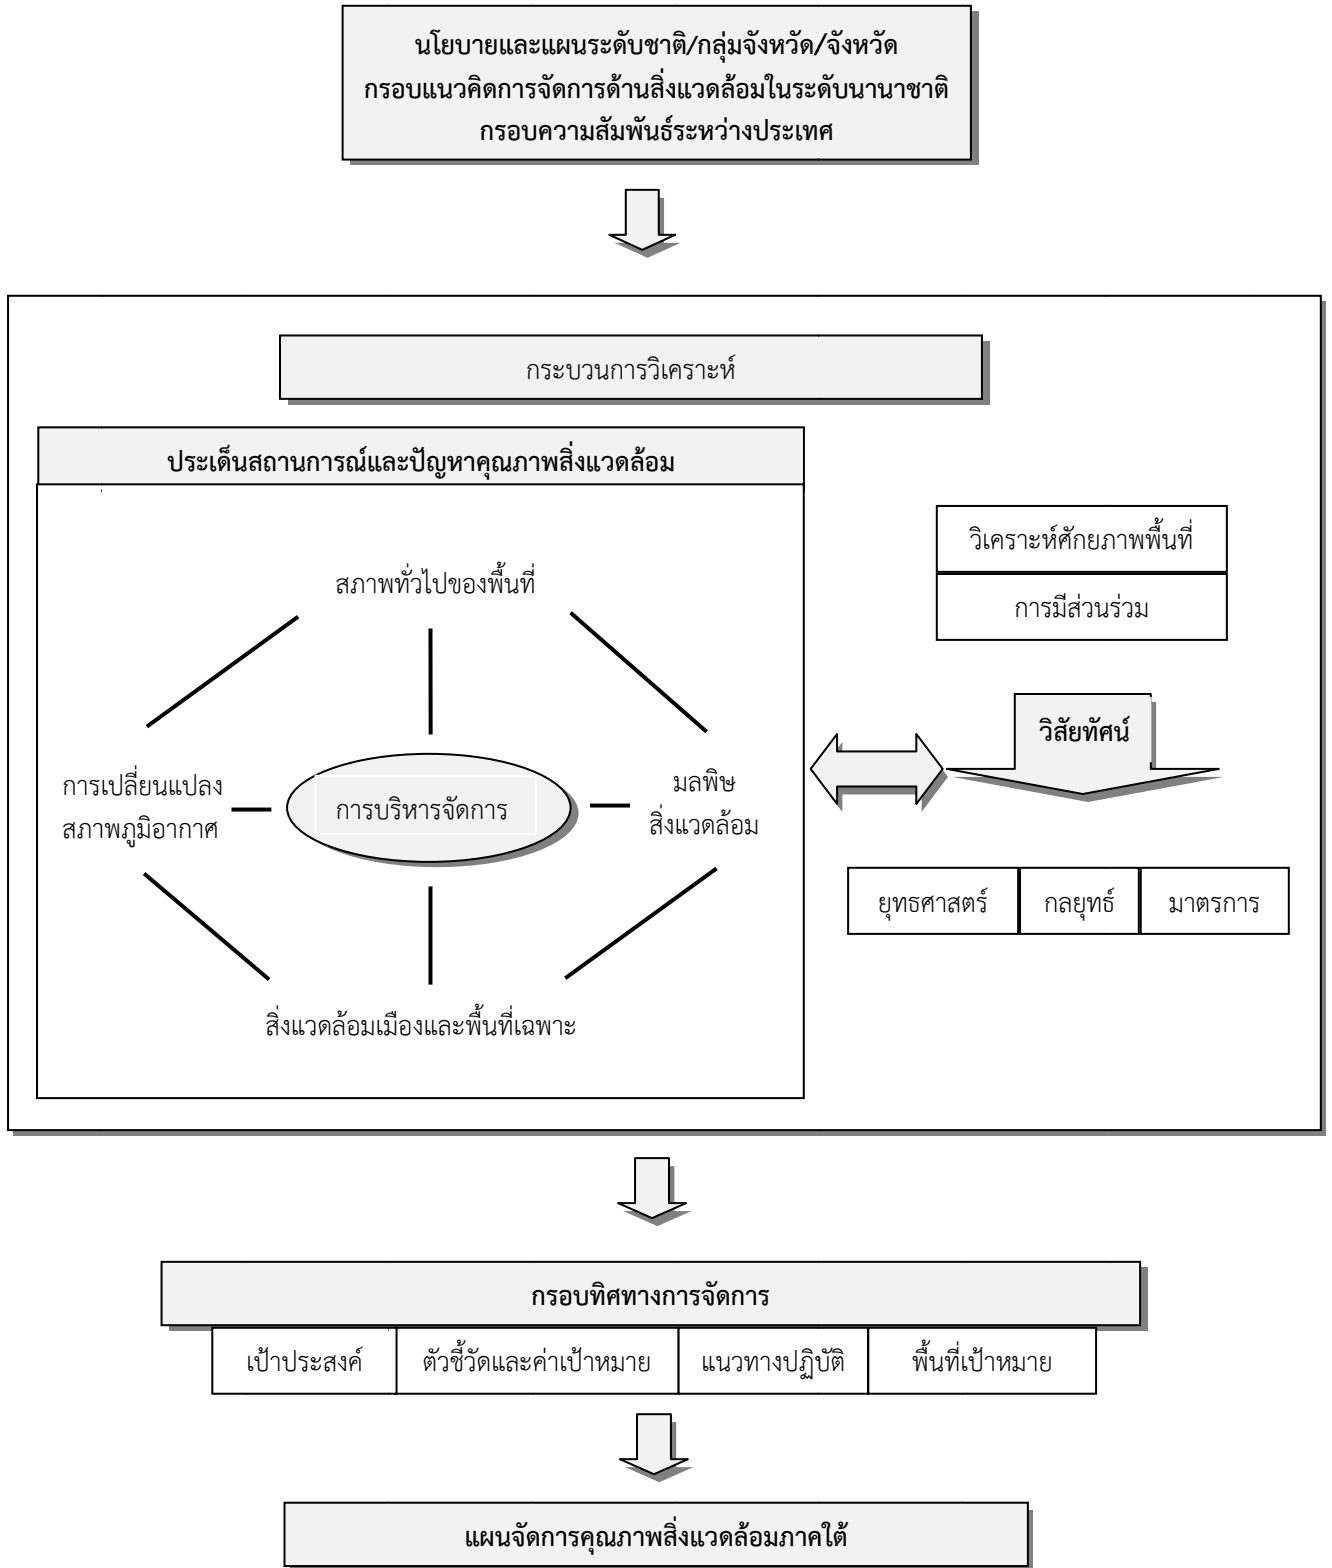 นโยบายและแผนระดับชาติ/กลุ่มจังหวัด/จังหวัด
กรอบแนวคิดการจัดการด้านสิ่งแวดล้อมในระดับนานาชาติ
กรอบความสัมพันธ์ระหว่างประเทศ
กระบวนการวิเคราะห์
ประเด็นสถานการณ์และปัญหาคุณภาพสิ่งแวดล้อม
สภาพทั่วไปของพื้นที่
การเปลี่ยนแปลง
สภาพภูมิอากาศ
การบริหารจัดการ
มลพิษ
สิ่งแวดล้อม
สิ่งแวดล้อมเมืองและพื้นที่เฉพาะ
วิเคราะห์ศักยภาพพื้นที่
การมีส่วนร่วม
วิสัยทัศน์
ยุทธศาสตร์ กลยุทธ์ มาตรการ
กรอบทิศทางการจัดการ
เป้าประสงค์ ตัวชี้วัดและค่าเป้าหมาย แนวทางปฏิบัติ พื้นที่เป้าหมาย
แผนจัดการคุณภาพสิ่งแวดล้อมภาคใต้